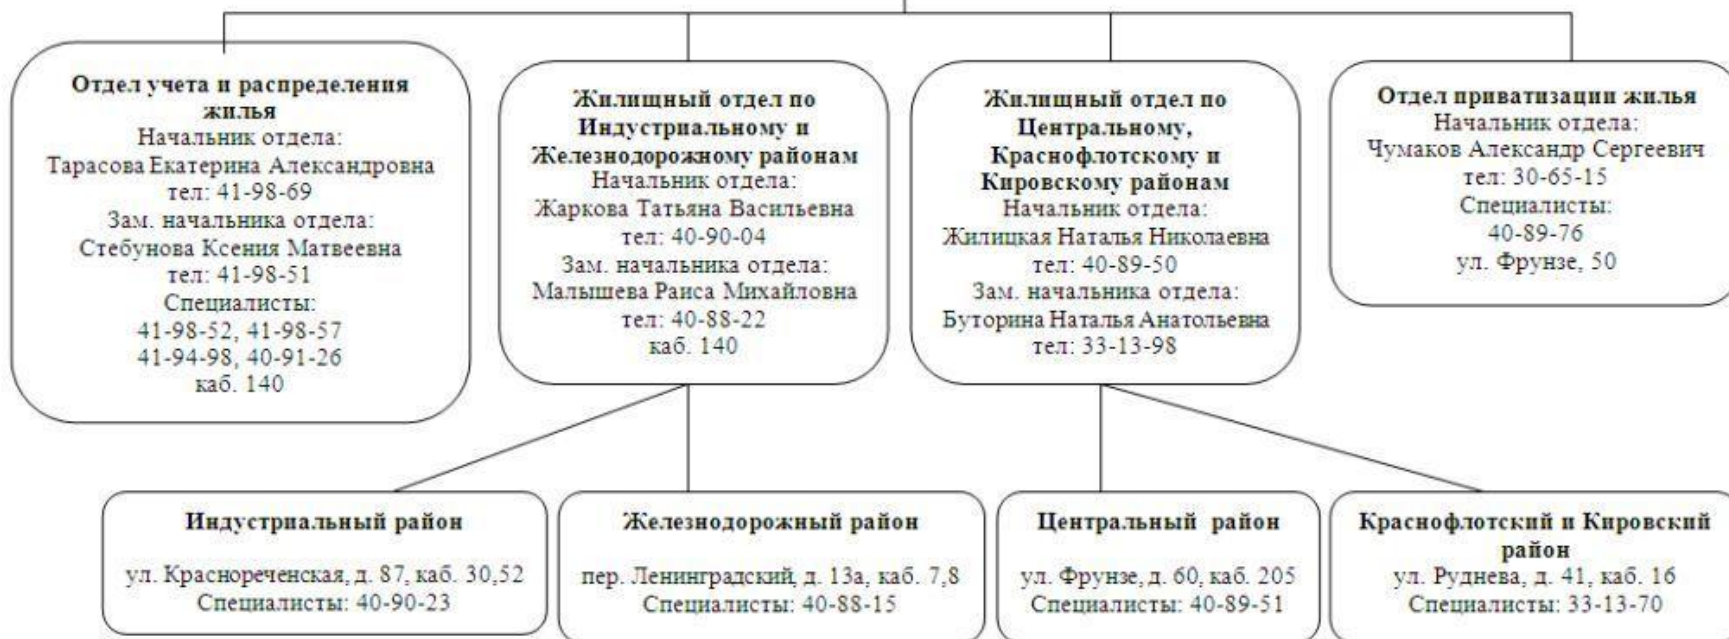 Отдел учета и распределения
жилья
Начальник отдела:
Тарасова Екатерина Александровна
тел: 41-98-69
Зам. начальника отдела:
Стебунова Ксения Матвеевна
тел: 41-98-51
Специалисты:
41-98-52, 41-98-57
41-94-98, 40-91-26
каб. 140
Жилищный отдел по
Индустриальному и
Железнодорожному районам
Начальник отдела:
Жаркова Татьяна Васильевна
тел: 40-90-04
Зам. начальника отдела:
Малышева Раиса Михайловна
тел: 40-88-22
каб. 140
Жилищный отдел по
Центральному,
Краснофлотскому и
Кировскому районам
Начальник отдела:
Жилицкая Наталья Николаевна
тел: 40-89-50
Зам. начальника отдела:
Буторина Наталья Анатольевна
тел: 33-13-98
Отдел приватизации жилья
Начальник отдела:
Чумаков Александр Сергеевич
тел: 30-65-15
Специалисты:
40-89-76
ул. Фрунзе, 50
Индустриальный район
ул. Краснореченская, д. 87, каб. 30,52
Специалисты: 40-90-23
Железнодорожный район
пер. Ленинградский, д. 13а, каб. 7,8
Специалисты: 40-88-15
Центральный район
ул. Фрунзе, д. 60, каб. 205
Специалисты: 40-89-51
Краснофлотский и Кировский
район
ул. Руднева, д. 41, каб. 16
Специалисты: 33-13-70